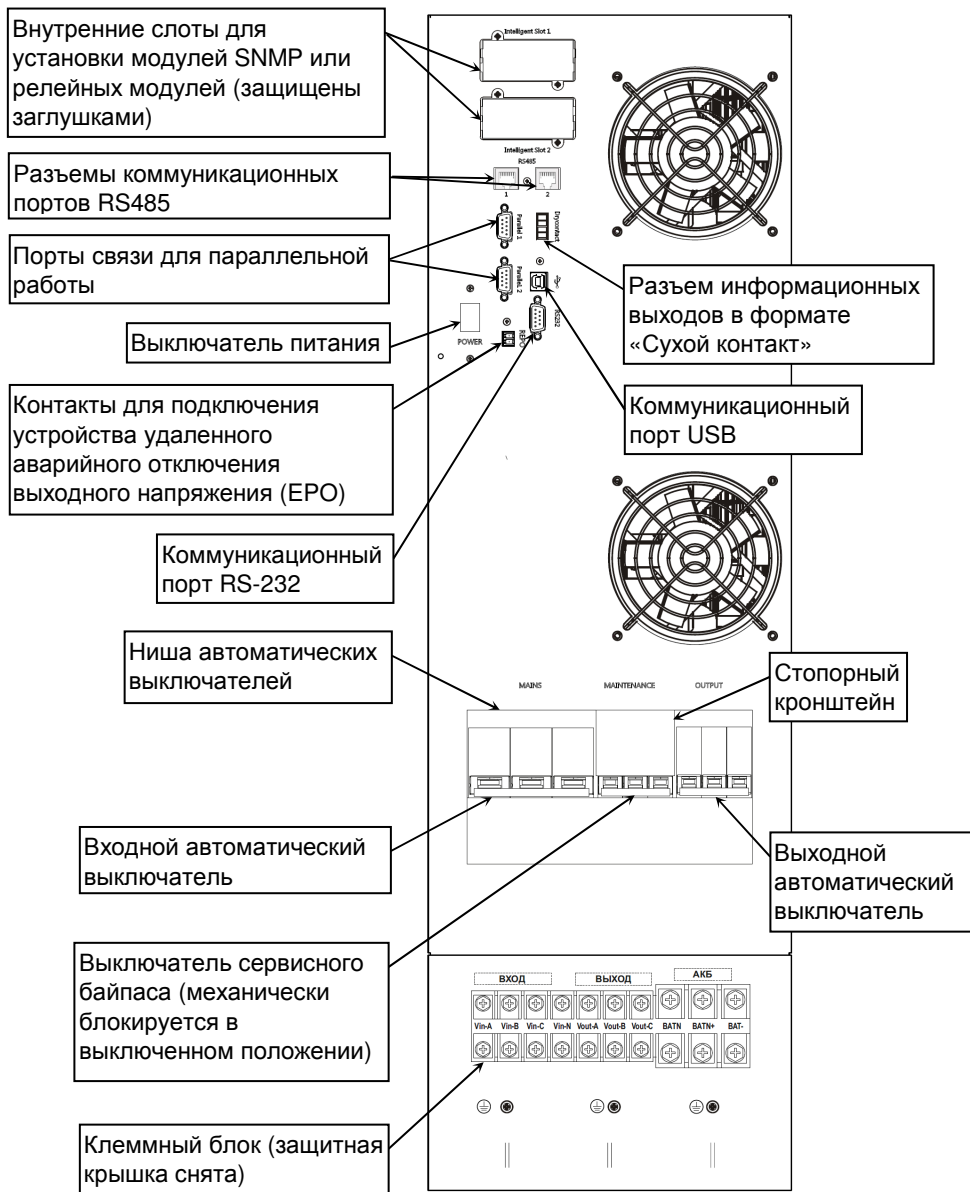 Внутренние слоты для
установки модулей SNMP или
релейных модулей (защищены
заглушками)
Intelligent Slot 1
Intelligent Slot 2
RS485
1 2
Разъемы коммуникационных
портов RS485
Parallel 1
Drycontact
Порты связи для параллельной
работы
Parallel 2
RS232
POWER
REPO
Выключатель питания
Разъем информационных
выходов в формате
«Сухой контакт»
Контакты для подключения
устройства удаленного
аварийного отключения
выходного напряжения (EPO)
Коммуникационный
порт USB
Коммуникационный
порт RS-232
Ниша автоматических
выключателей
Стопорный
кронштейн
MAINS MAINTENANCE OUTPUT
Входной автоматический
выключатель
Выходной
автоматический
выключатель
Выключатель сервисного
байпаса (механически
блокируется в
выключенном положении)
ВХОД ВЫХОД АКБ
Vin-A Vin-B Vin-C Vin-N Vout-A Vout-B Vout-C BATN BATN+ BAT-
Клеммный блок (защитная
крышка снята)